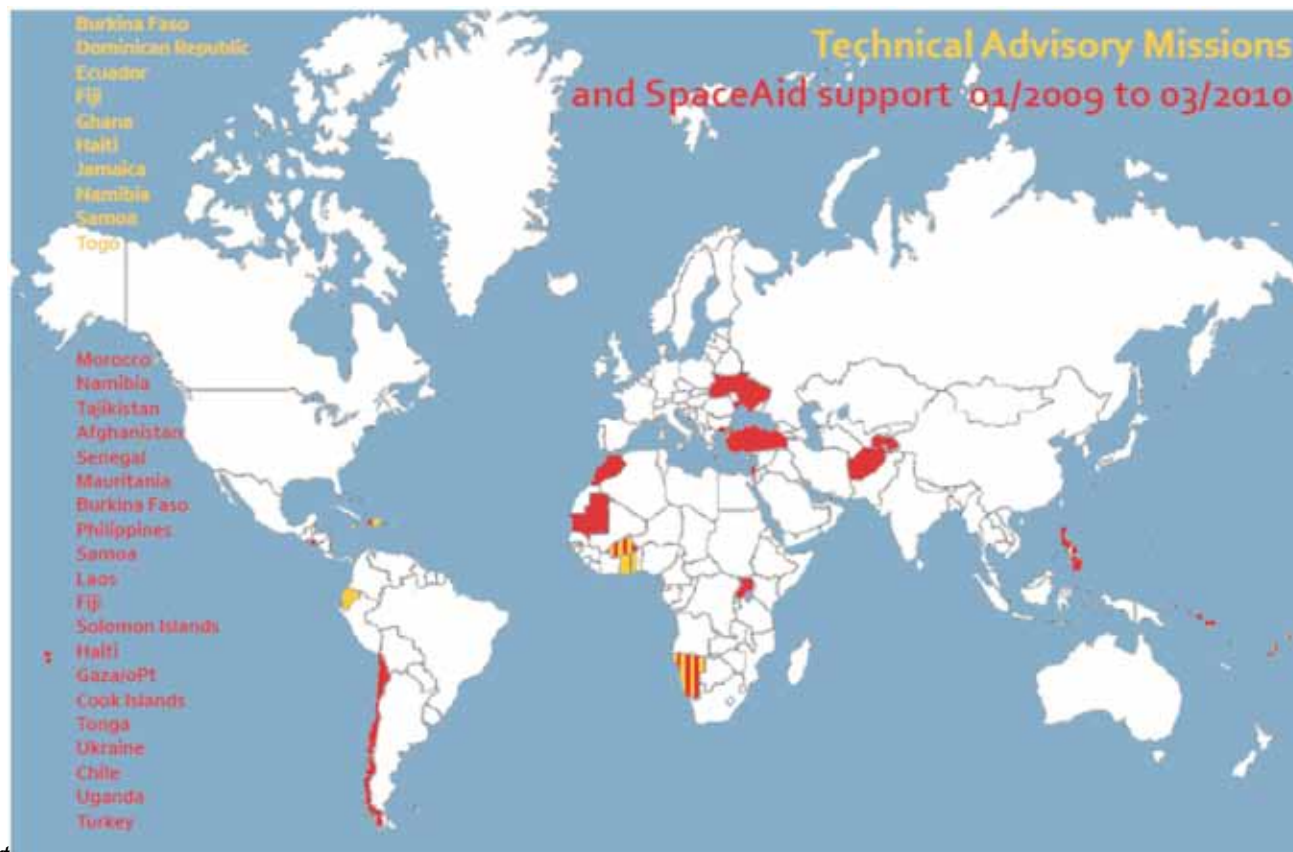 Burkina Faso
Dominican Republic
Ecuador
Fiji
Ghana
Haiti
Jamaica
Namibia
Samoa
Togo
Technical Advisory Missions
and SpaceAid support 01/2009 to 03/2010
Morocco
Namibia
Tajikistan
Afghanistan
Senegal
Mauritania
Burkina Faso
Philippines
Samoa
Laos
Fiji
Solomon Islands
Haiti
Gaza/oPt
Cook Islands
Tonga
Ukraine
Chile
Uganda
Turkey